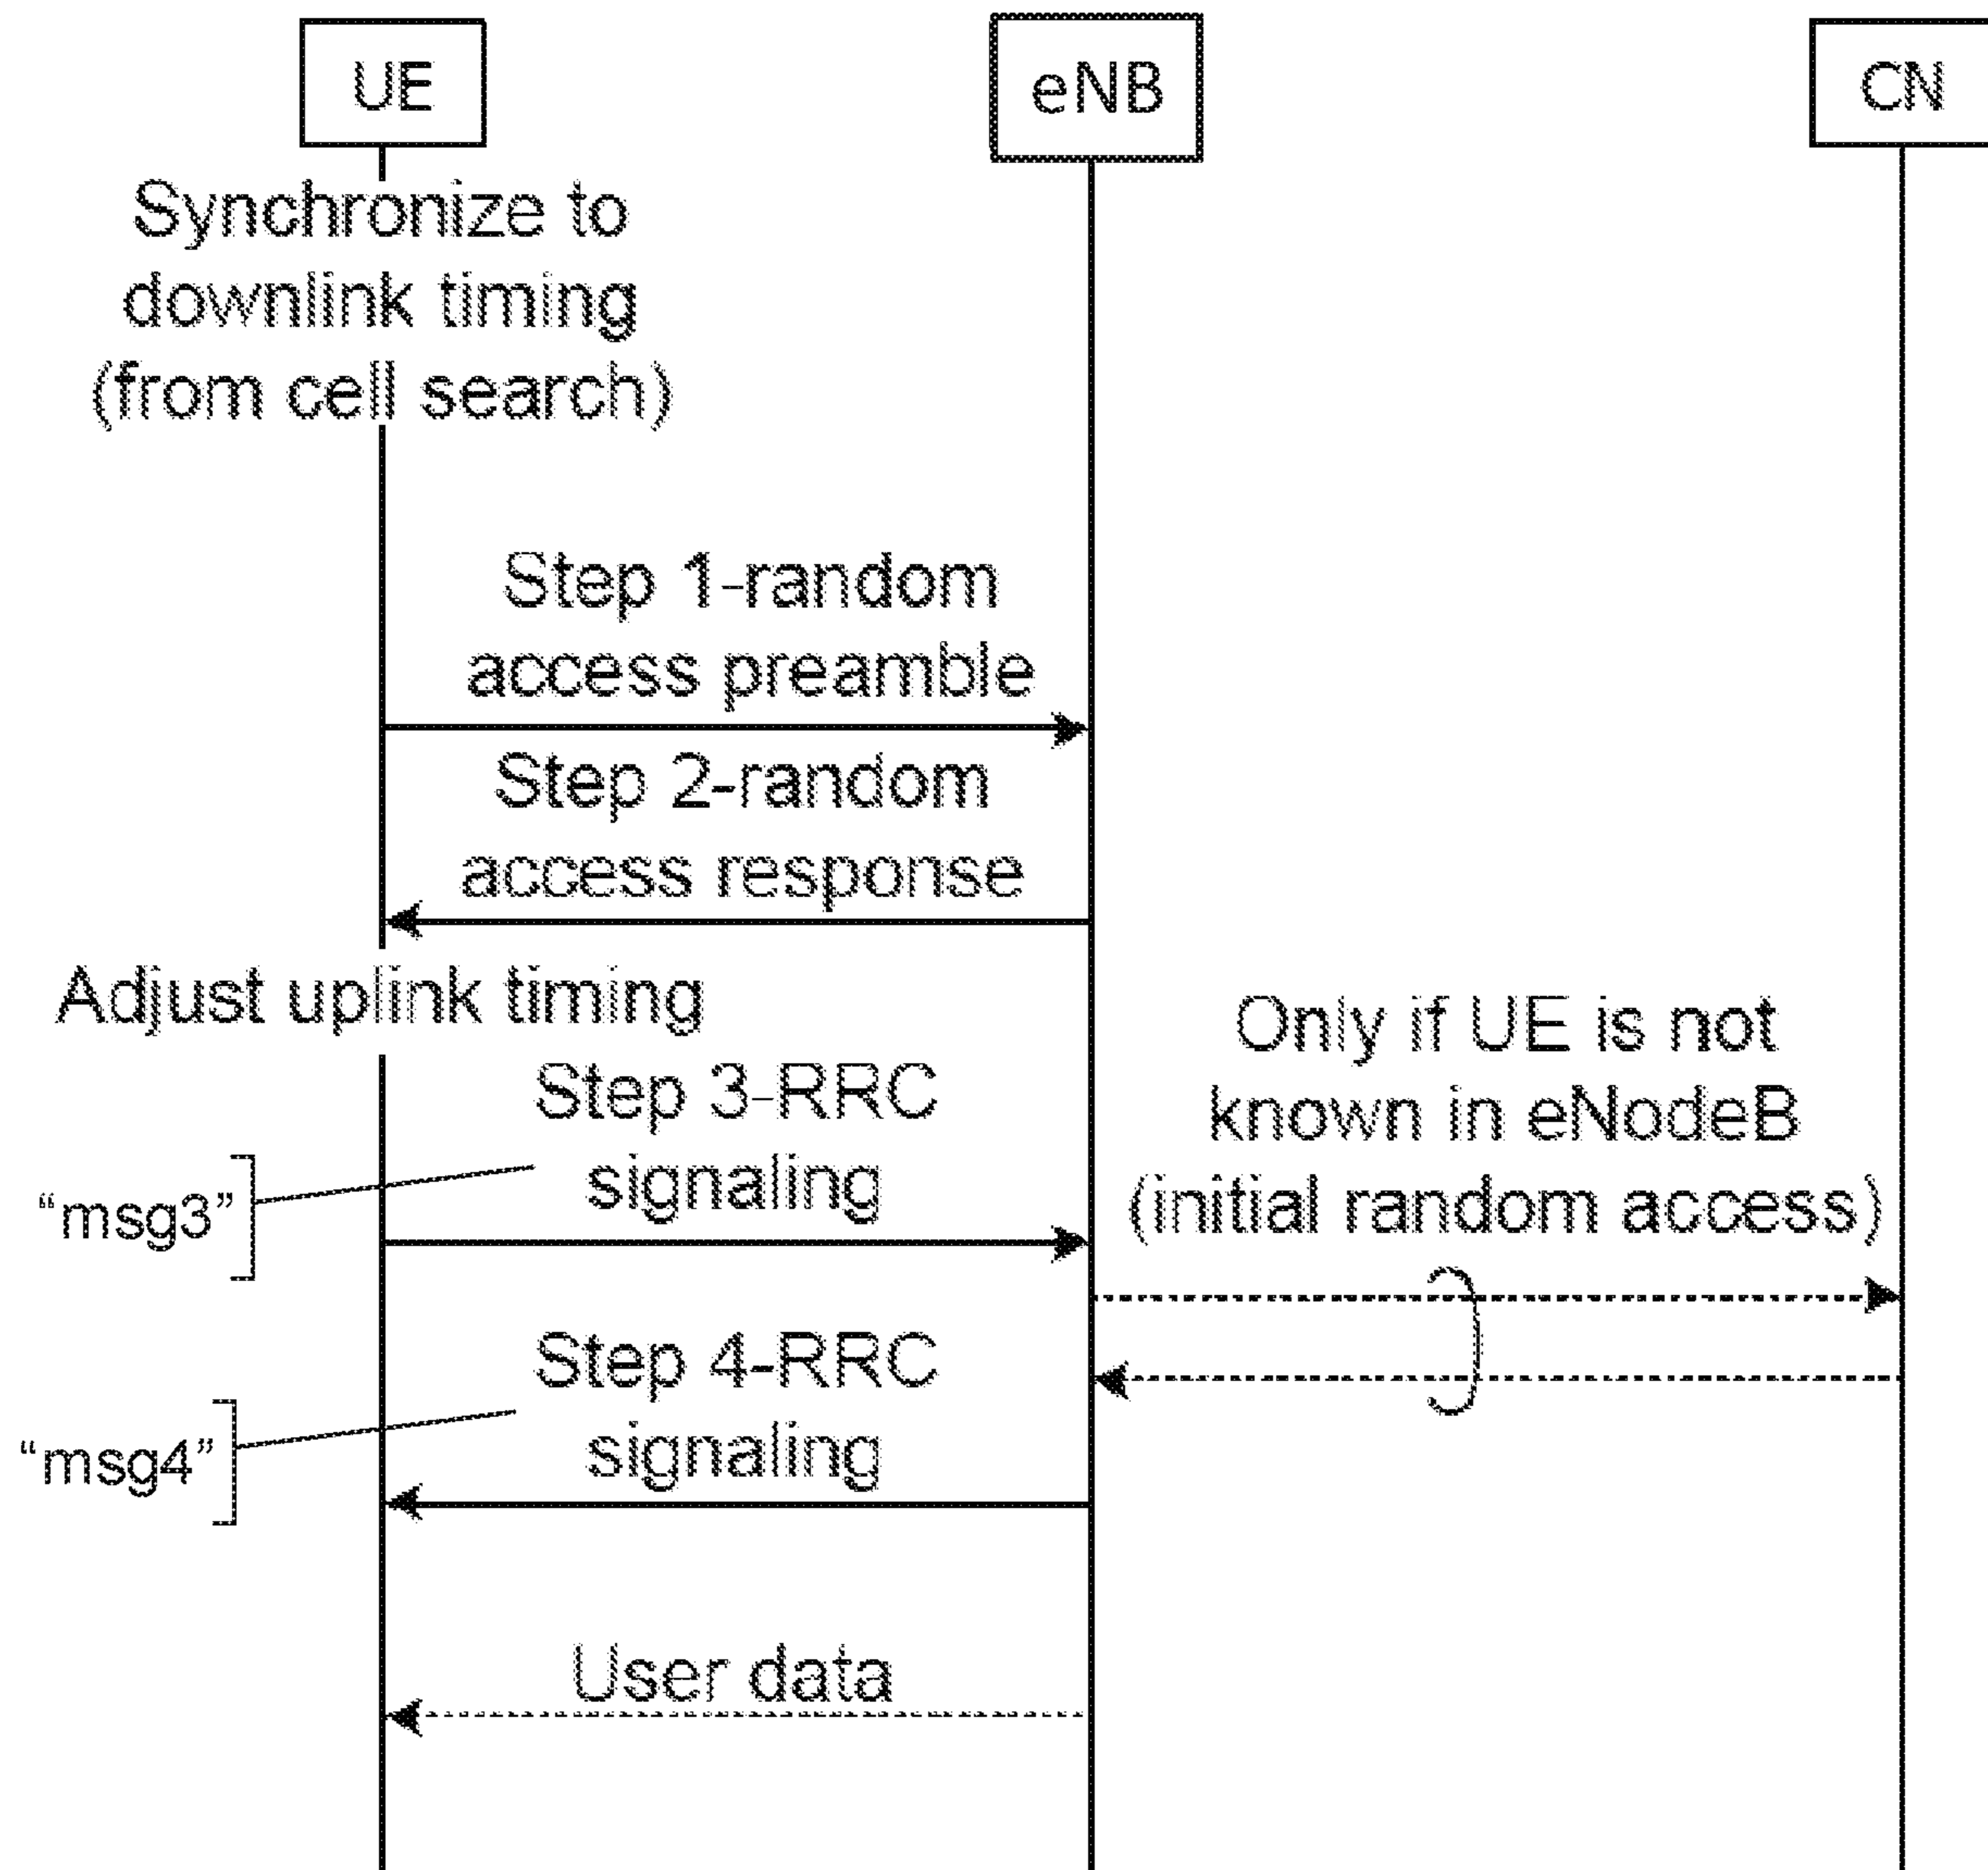 UE
eNB
CN
Synchronize to
downlink timing
(from cell search)
Step 1-random
access preamble
Step 2-random
access response
Adjust uplink timing
Only if UE is not
known in eNodeB
(initial random access)
Step 3-RRC
signaling
“msg3”
Step 4-RRC
signaling
“msg4”
User data